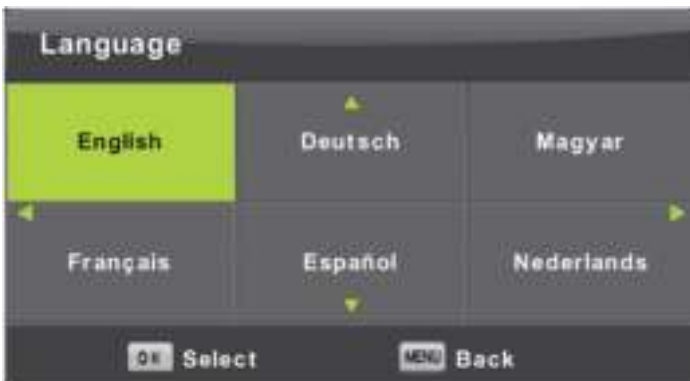 Language
English Deutsch Magyar
Français Español Nederlands
OK Select MENU Back